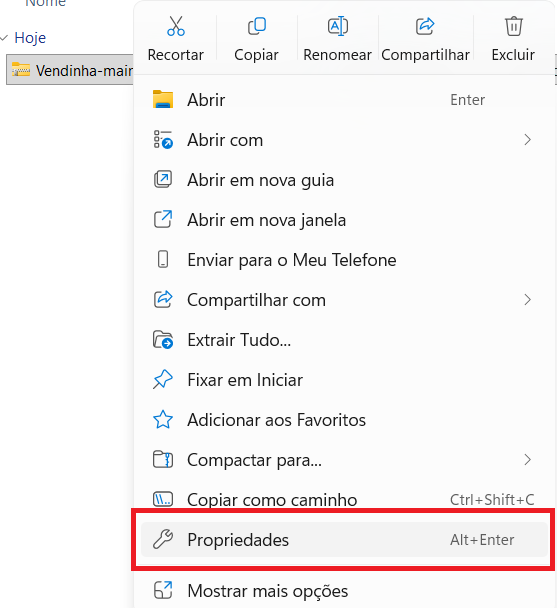 Nome
Hoje
Vendinha-main
Recortar Copiar Renomear Compartilhar Excluir
Abrir Enter
Abrir com
Abrir em nova guia
Abrir em nova janela
Enviar para o Meu Telefone
Compartilhar com
Extrair Tudo...
Fixar em Iniciar
Adicionar aos Favoritos
Compactar para...
Copiar como caminho Ctrl+Shift+C
Propriedades Alt+Enter
Mostrar mais opções